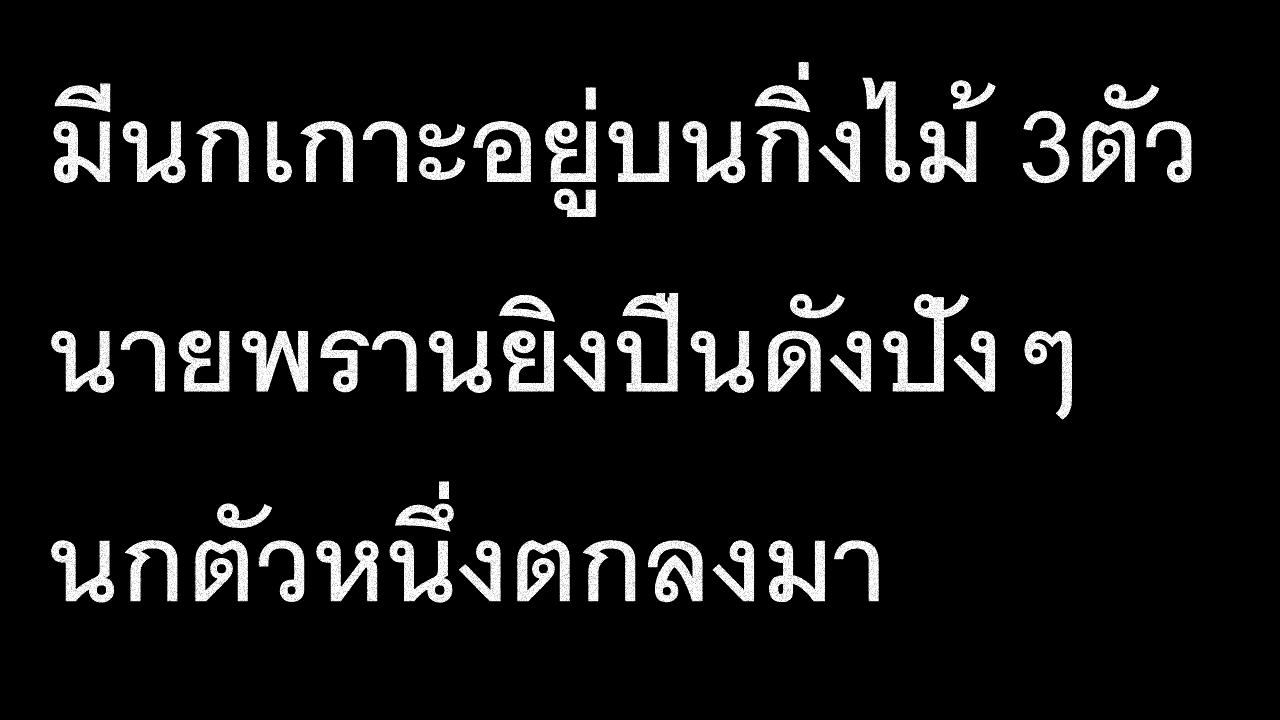 มีนกเกาะอยู่บนกิ่งไม้ 3ตัว
นายพรานยิงปืนดังปัง ๆ
นกตัวหนึ่งตกลงมา